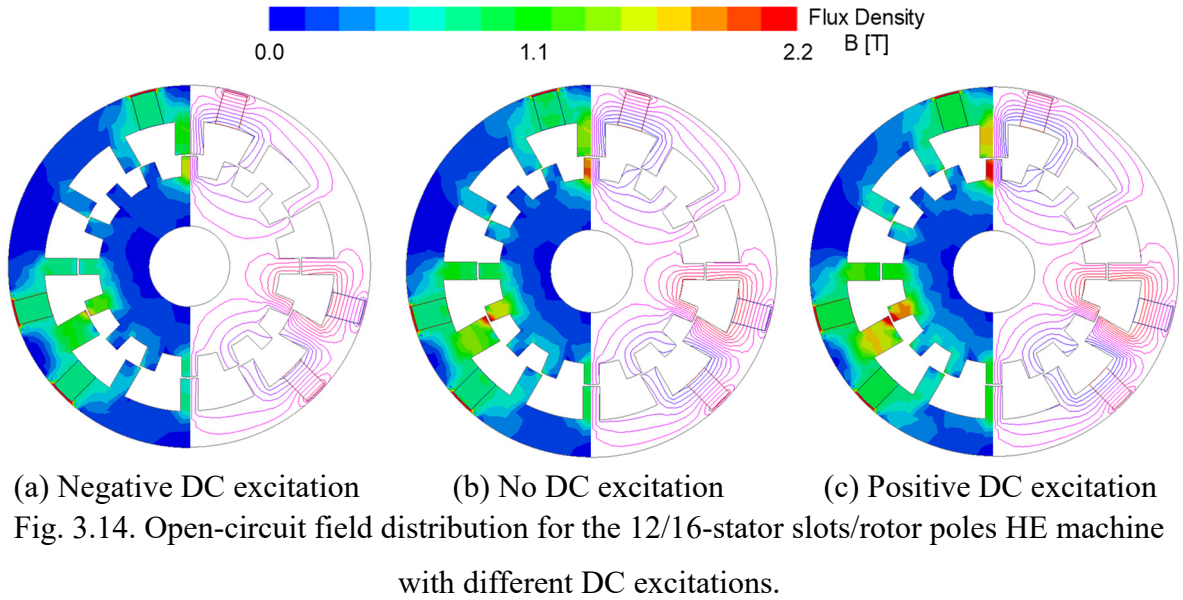 Flux Density
B [T]
0.0 1.1 2.2
(a) Negative DC excitation (b) No DC excitation (c) Positive DC excitation
Fig. 3.14. Open-circuit field distribution for the 12/16-stator slots/rotor poles HE machine
with different DC excitations.